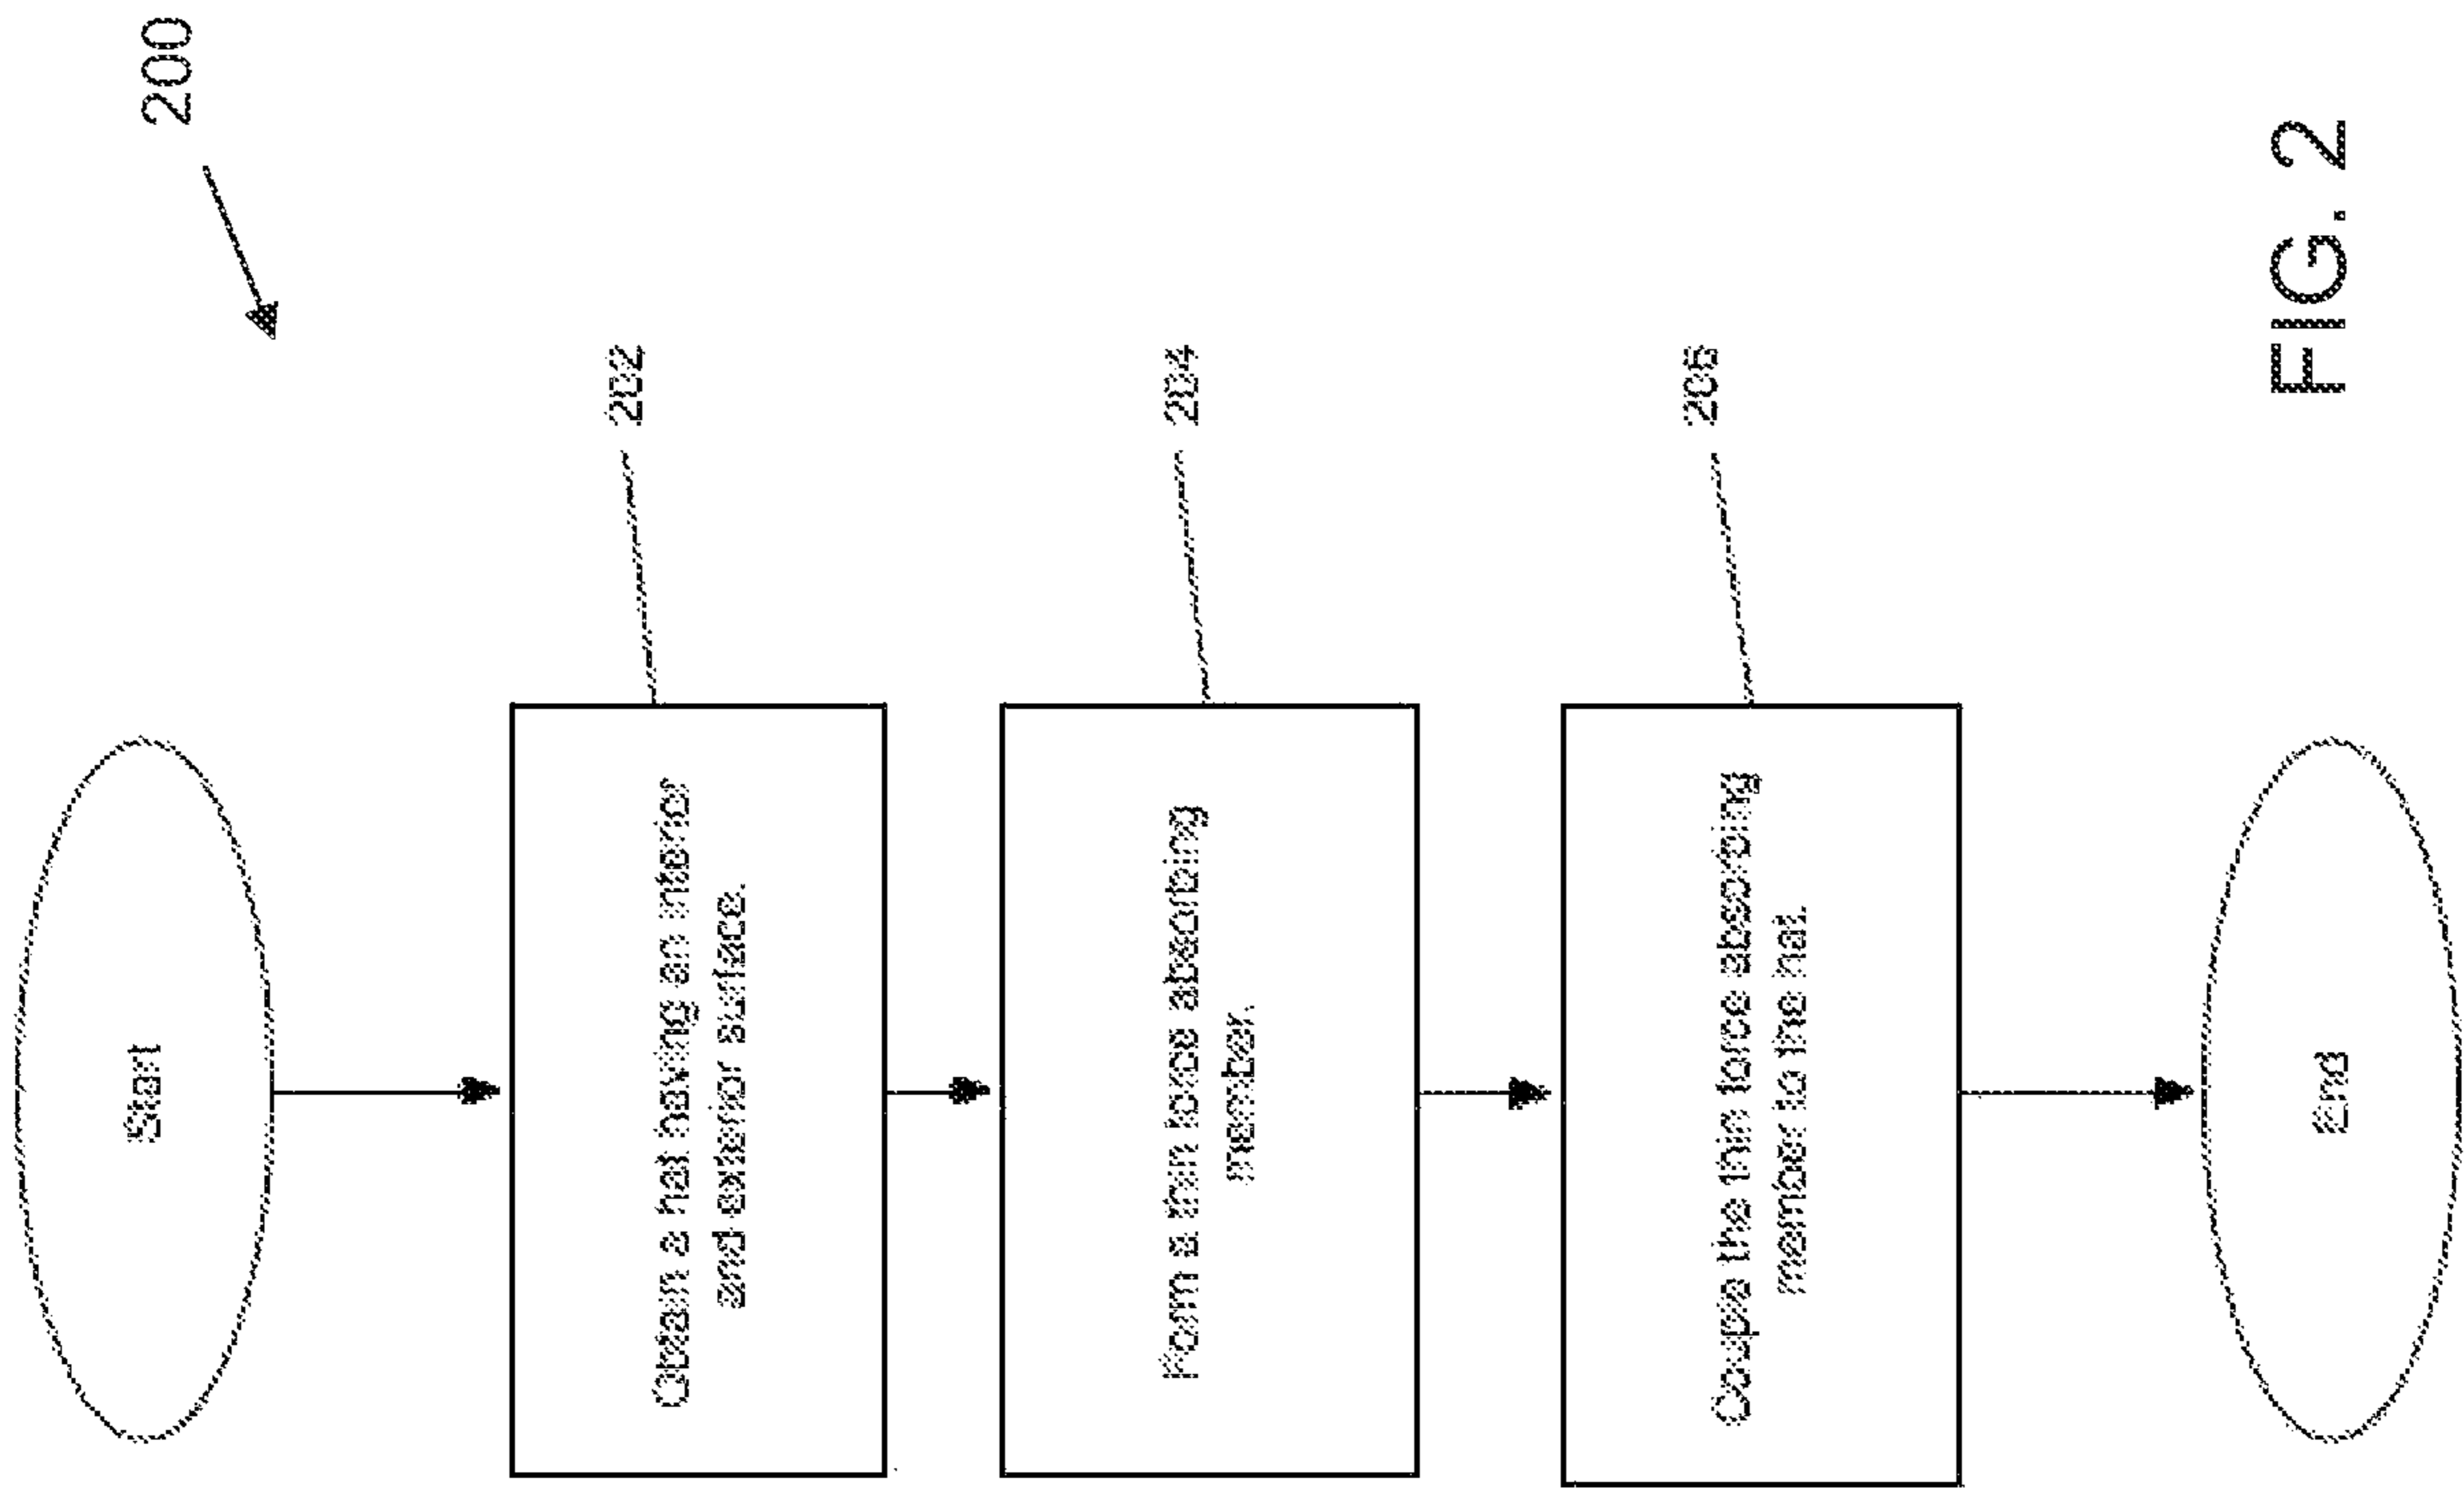 200
Start
Obtain a hat having an interior
and exterior surface.
202
Form a thin force absorbing
member.
204
Couple the thin force absorbing
member to the hat.
206
End
FIG. 2